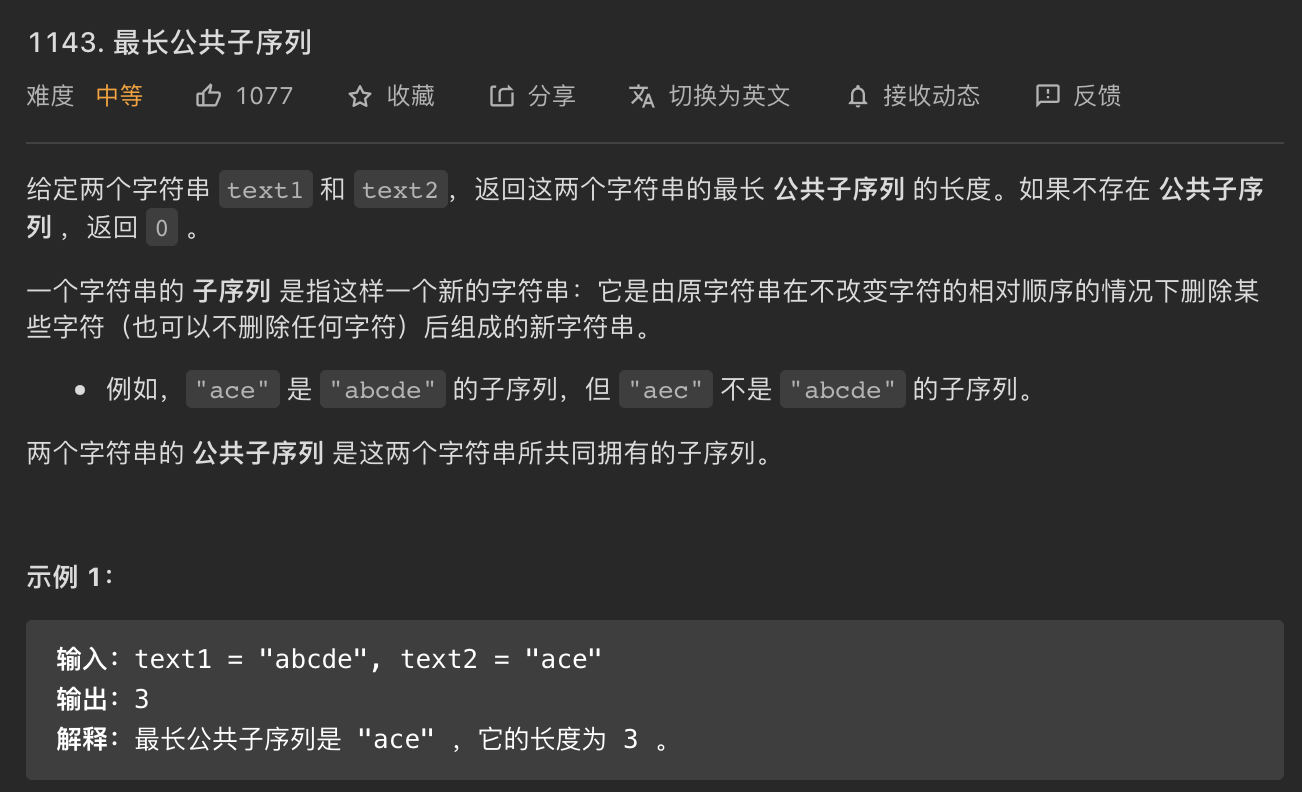 1143. 最长公共子序列
难度 中等 1077 收藏 分享 切换为英文 接收动态 反馈
给定两个字符串 text1 和 text2，返回这两个字符串的最长 公共子序列 的长度。如果不存在 公共子序
列 ，返回 0 。
一个字符串的 子序列 是指这样一个新的字符串：它是由原字符串在不改变字符的相对顺序的情况下删除某
些字符（也可以不删除任何字符）后组成的新字符串。
• 例如，"ace" 是 "abcde" 的子序列，但 "aec" 不是 "abcde" 的子序列。
两个字符串的 公共子序列 是这两个字符串所共同拥有的子序列。
示例 1：
输入：text1 = "abcde", text2 = "ace"
输出：3
解释：最长公共子序列是 "ace" ，它的长度为 3 。